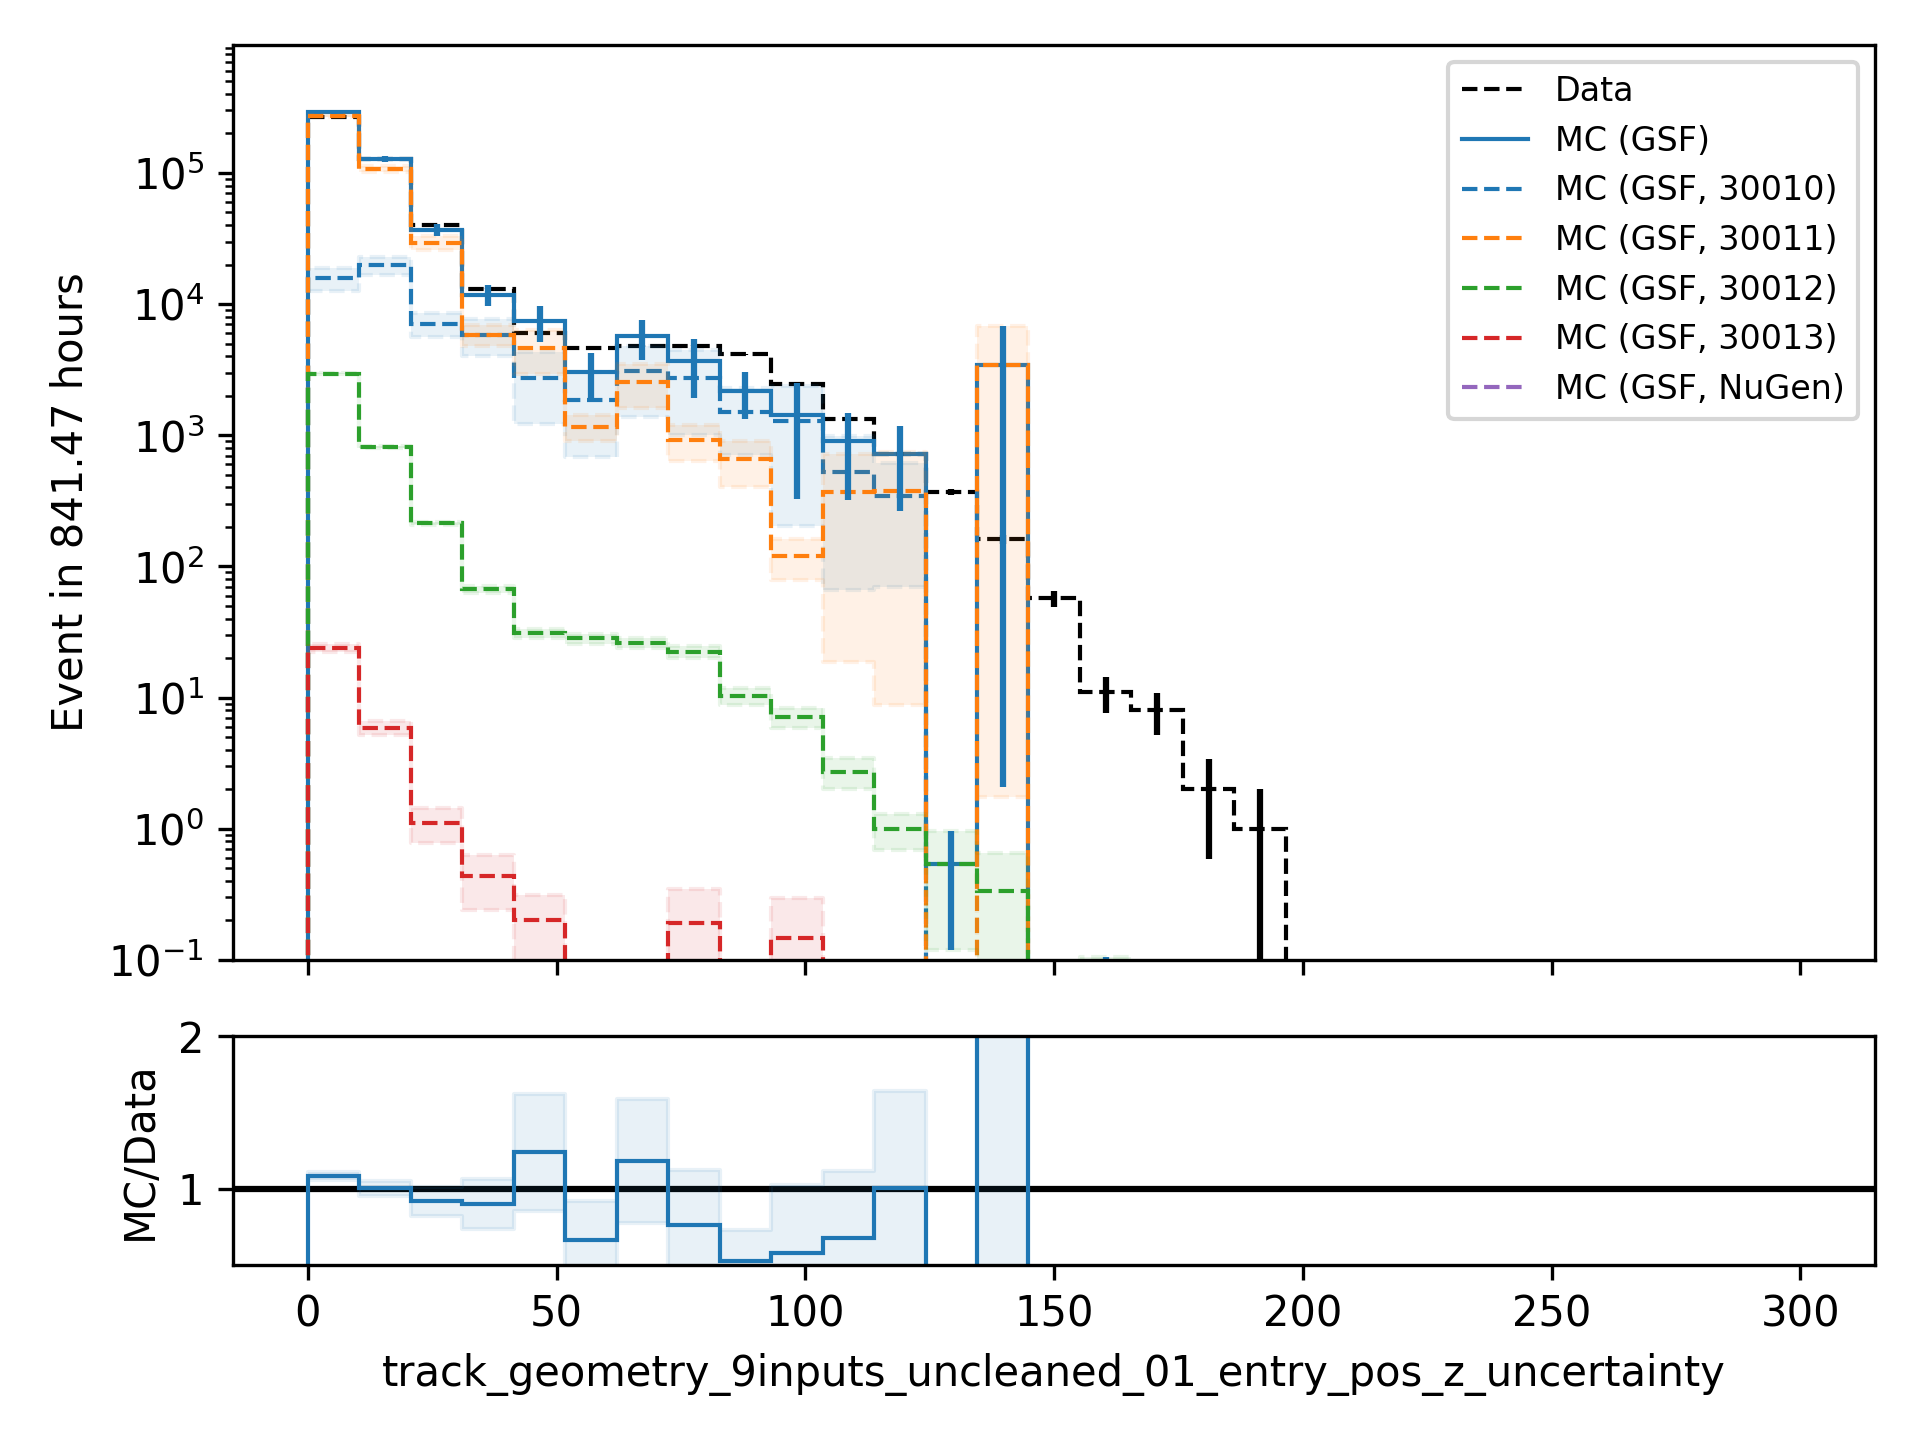 Event in 841.47 hours
10^5
10^4
10^3
10^2
10^1
10^0
10^-1
Data
MC (GSF)
MC (GSF, 30010)
MC (GSF, 30011)
MC (GSF, 30012)
MC (GSF, 30013)
MC (GSF, NuGen)
MC/Data
2
1
0 50 100 150 200 250 300
track_geometry_9inputs_uncleaned_01_entry_pos_z_uncertainty